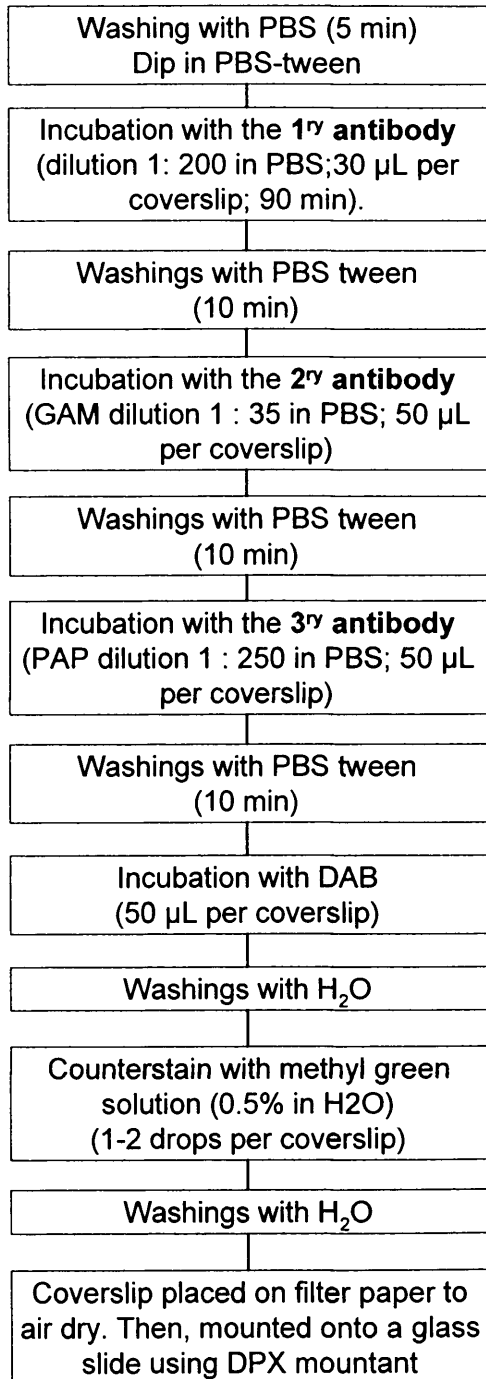 Washing with PBS (5 min)
Dip in PBS-tween
Incubation with the 1ʳʸ antibody
(dilution 1: 200 in PBS;30 µL per
coverslip; 90 min).
Washings with PBS tween
(10 min)
Incubation with the 2ʳʸ antibody
(GAM dilution 1 : 35 in PBS; 50 µL
per coverslip)
Washings with PBS tween
(10 min)
Incubation with the 3ʳʸ antibody
(PAP dilution 1 : 250 in PBS; 50 µL
per coverslip)
Washings with PBS tween
(10 min)
Incubation with DAB
(50 µL per coverslip)
Washings with H₂O
Counterstain with methyl green
solution (0.5% in H2O)
(1-2 drops per coverslip)
Washings with H₂O
Coverslip placed on filter paper to
air dry. Then, mounted onto a glass
slide using DPX mountant